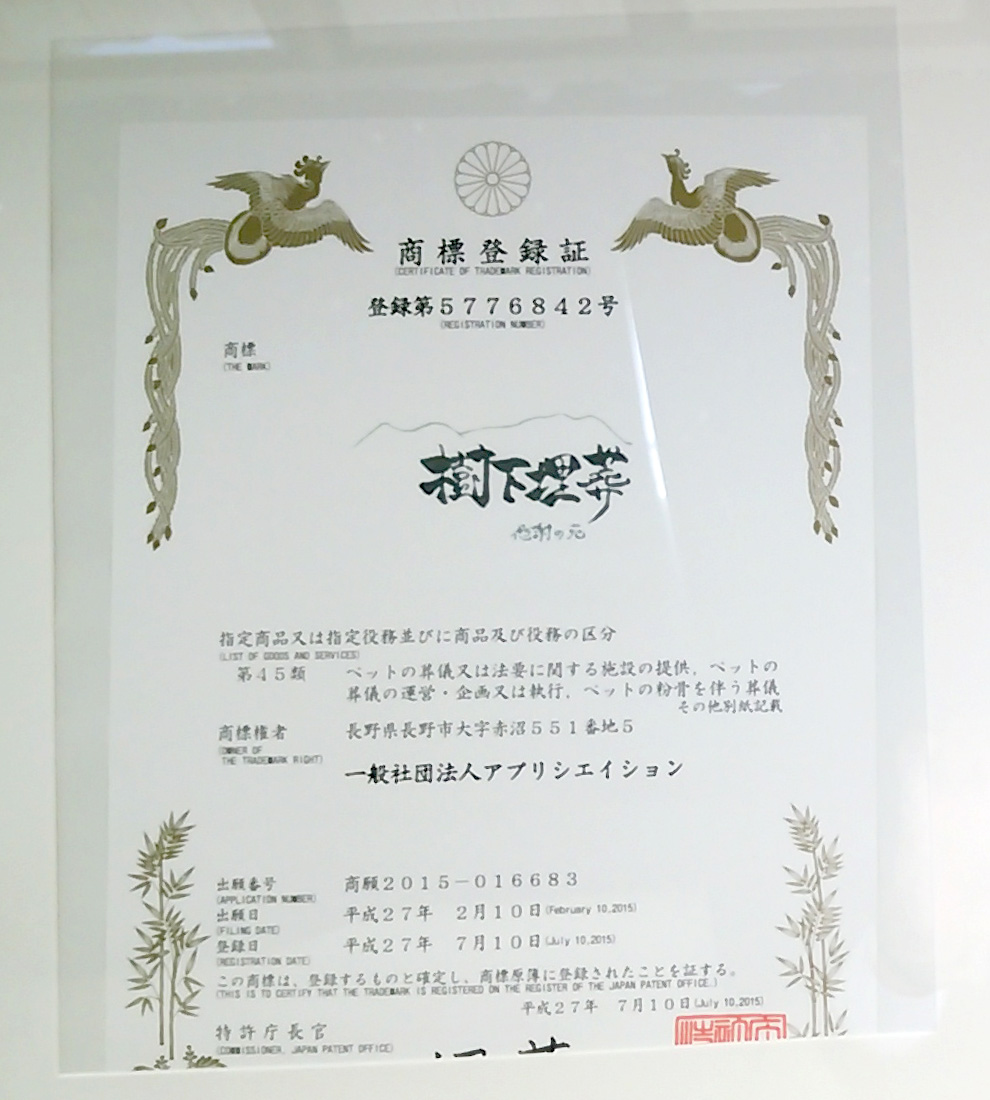 商標登録証
(CERTIFICATE OF TRADEMARK REGISTRATION)
登録第5776842号
(REGISTRATION NUMBER)
商標
(THE MARK)
樹下埋葬
感謝の元
指定商品又は指定役務並びに商品及び役務の区分
(LIST OF GOODS AND SERVICES)
第45類 ペットの葬儀又は法要に関する施設の提供，ペットの
葬儀の運営・企画又は執行，ペットの粉骨を伴う葬儀
その他別紙記載
商標権者 長野県長野市大字赤沼551番地5
(OWNER OF
THE TRADEMARK RIGHT)
一般社団法人アプリシエイション
出願番号 商願2015-016683
(APPLICATION NUMBER)
出願日 平成27年 2月10日(February 10,2015)
(FILING DATE)
登録日 平成27年 7月10日(July 10,2015)
(REGISTRATION DATE)
この商標は、登録するものと確定し、商標原簿に登録されたことを証する。
(THIS IS TO CERTIFY THAT THE TRADEMARK IS REGISTERED ON THE REGISTER OF THE JAPAN PATENT OFFICE.)
平成27年 7月10日(July 10,2015)
特許庁長官
(COMMISSIONER, JAPAN PATENT OFFICE)